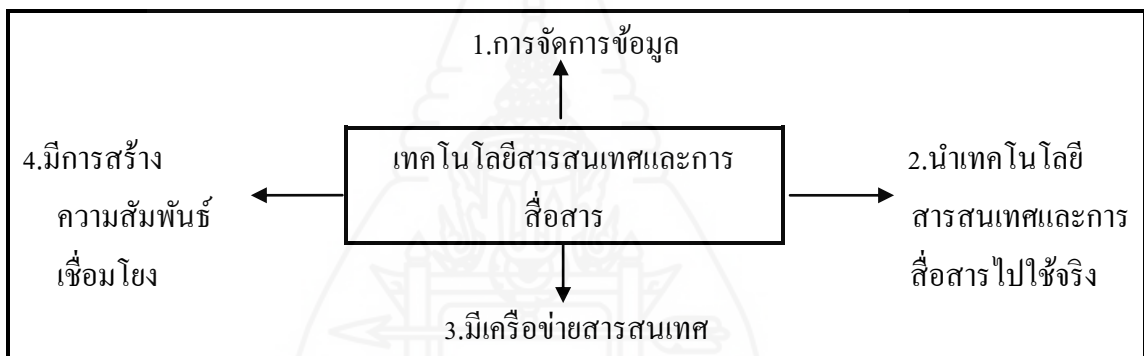 1.การจัดการข้อมูล
เทคโนโลยีสารสนเทศและการ
สื่อสาร
2.นำเทคโนโลยี
สารสนเทศและการ
สื่อสารไปใช้จริง
3.มีเครือข่ายสารสนเทศ
4.มีการสร้าง
ความสัมพันธ์
เชื่อมโยง